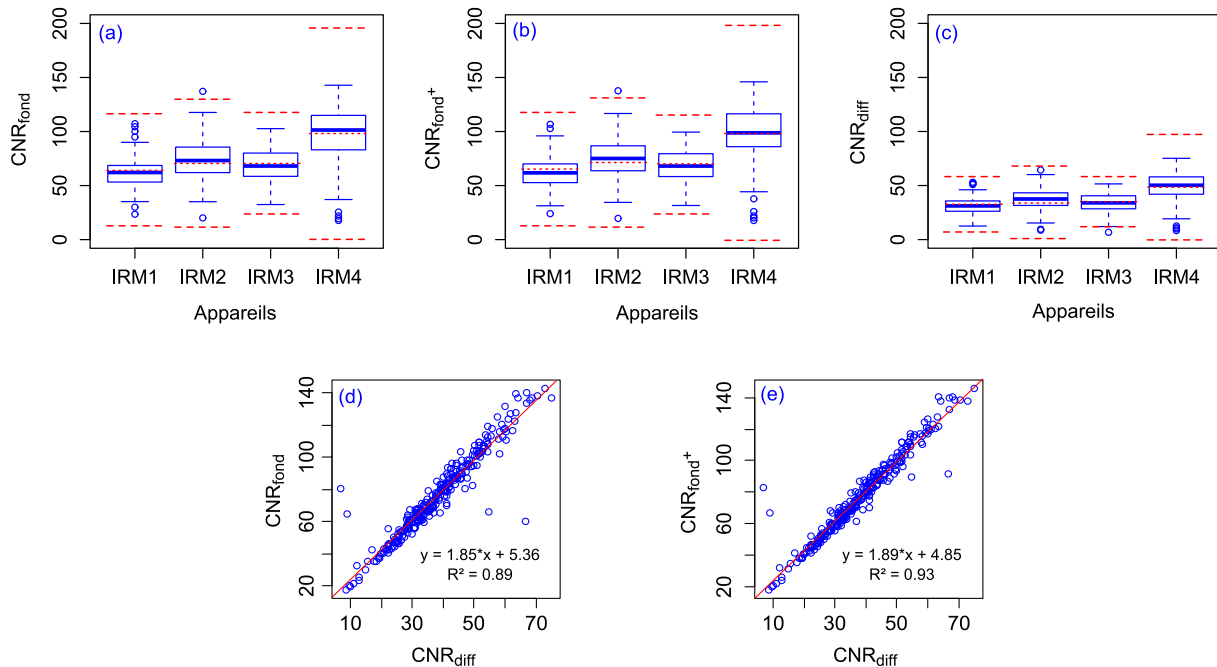 (a)
CNRfond
200
150
100
50
0
IRM1 IRM2 IRM3 IRM4
Appareils
(b)
CNRfond+
200
150
100
50
0
IRM1 IRM2 IRM3 IRM4
Appareils
(c)
CNRdiff
200
150
100
50
0
IRM1 IRM2 IRM3 IRM4
Appareils
(d)
CNRfond
140
100
60
20
y = 1.85*x + 5.36
R² = 0.89
10 30 50 70
CNRdiff
(e)
CNRfond+
140
100
60
20
y = 1.89*x + 4.85
R² = 0.93
10 30 50 70
CNRdiff